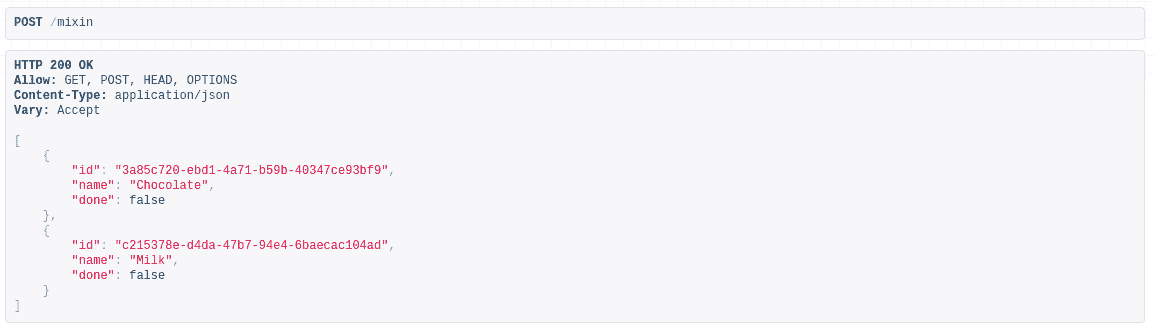 POST /mixin
HTTP 200 OK
Allow: GET, POST, HEAD, OPTIONS
Content-Type: application/json
Vary: Accept
[
    {
        "id": "3a85c720-ebd1-4a71-b59b-40347ce93bf9",
        "name": "Chocolate",
        "done": false
    },
    {
        "id": "c215378e-d4da-47b7-94e4-6baecac104ad",
        "name": "Milk",
        "done": false
    }
]